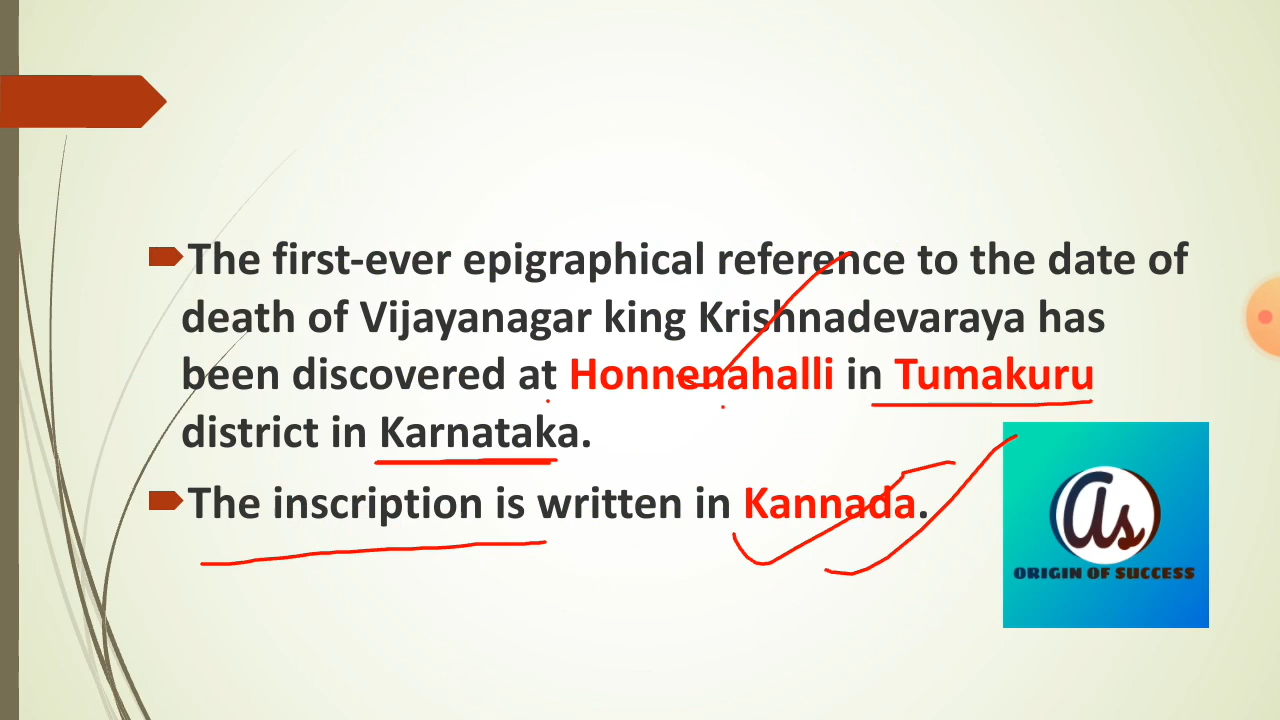 The first-ever epigraphical reference to the date of
death of Vijayanagar king Krishnadevaraya has
been discovered at Honnenahalli in Tumakuru
district in Karnataka.
The inscription is written in Kannada.
As
ORIGIN OF SUCCESS